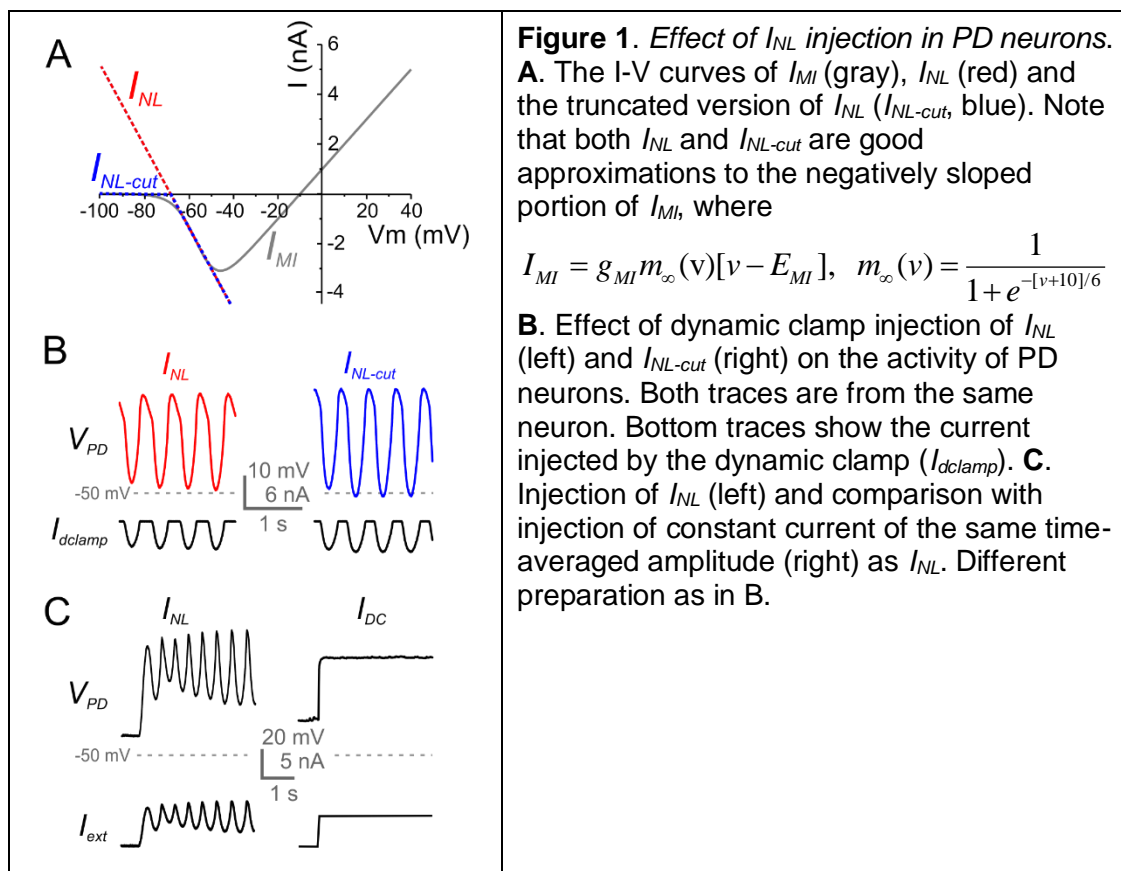 A
I (nA)
6
4
2
-2
-4
-100 -80 -60 -40 -20
20 40
Vm (mV)
I_NL
I_NL-cut
I_MI
B
I_NL
I_NL-cut
V_PD
-50 mV
10 mV
6 nA
1 s
I_dclamp
C
I_NL
I_DC
V_PD
-50 mV
20 mV
5 nA
1 s
I_ext
Figure 1. Effect of I_NL injection in PD neurons.
A. The I-V curves of I_MI (gray), I_NL (red) and
the truncated version of I_NL (I_NL-cut, blue). Note
that both I_NL and I_NL-cut are good
approximations to the negatively sloped
portion of I_MI, where
I_MI = g_MI m_∞(v)[v − E_MI], m_∞(v) = 1 / (1 + e^{−[v+10]/6})
B. Effect of dynamic clamp injection of I_NL
(left) and I_NL-cut (right) on the activity of PD
neurons. Both traces are from the same
neuron. Bottom traces show the current
injected by the dynamic clamp (I_dclamp). C.
Injection of I_NL (left) and comparison with
injection of constant current of the same time-
averaged amplitude (right) as I_NL. Different
preparation as in B.